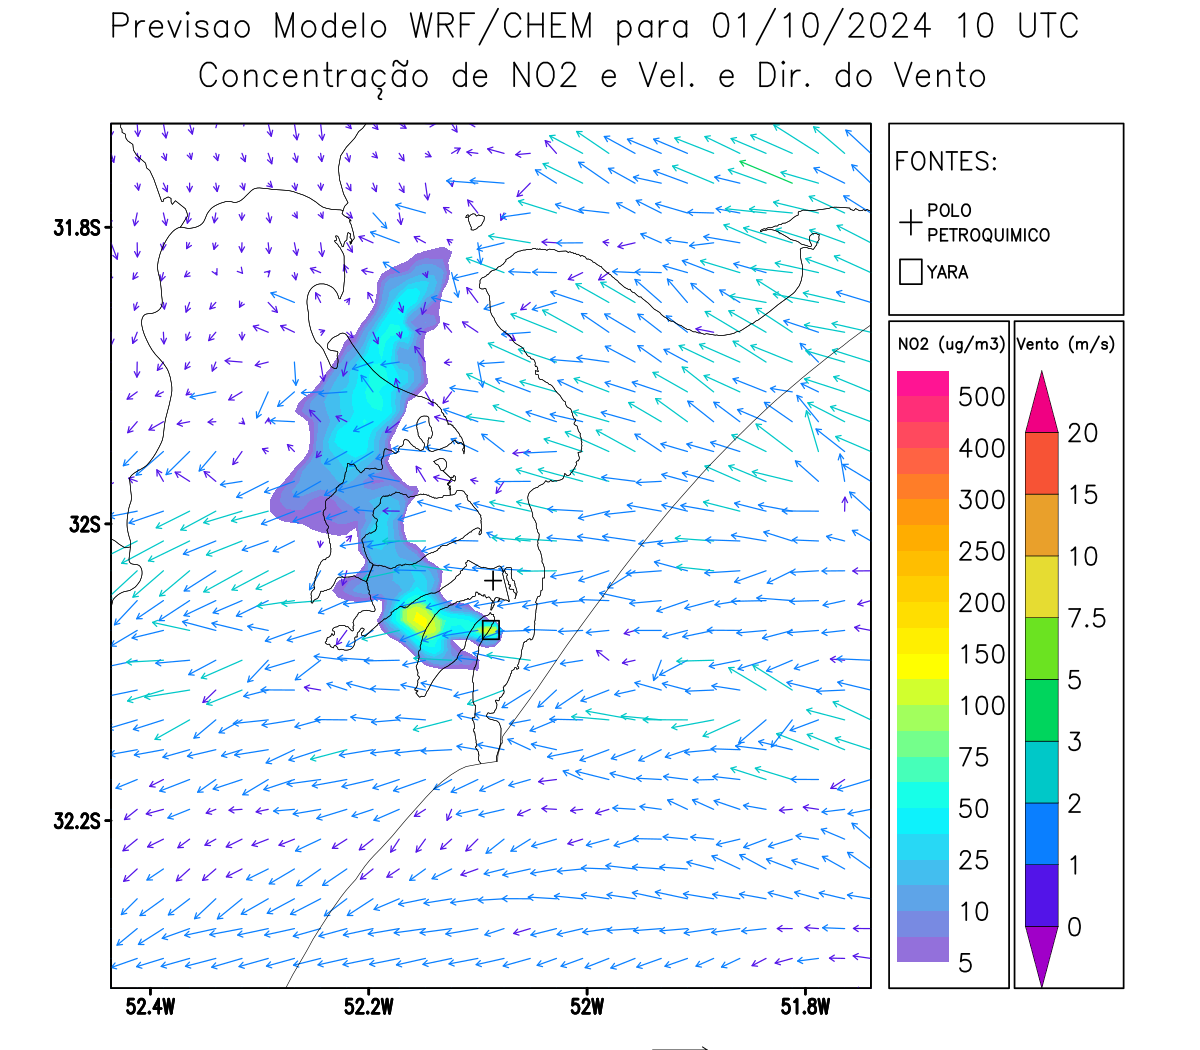 Previsao Modelo WRF/CHEM para 01/10/2024 10 UTC
Concentração de NO2 e Vel. e Dir. do Vento
FONTES:
POLO
PETROQUIMICO
YARA
NO2 (ug/m3)
500
400
300
250
200
150
100
75
50
25
10
5
Vento (m/s)
20
15
10
7.5
5
3
2
1
0
31.8S
32S
32.2S
52.4W 52.2W 52W 51.8W